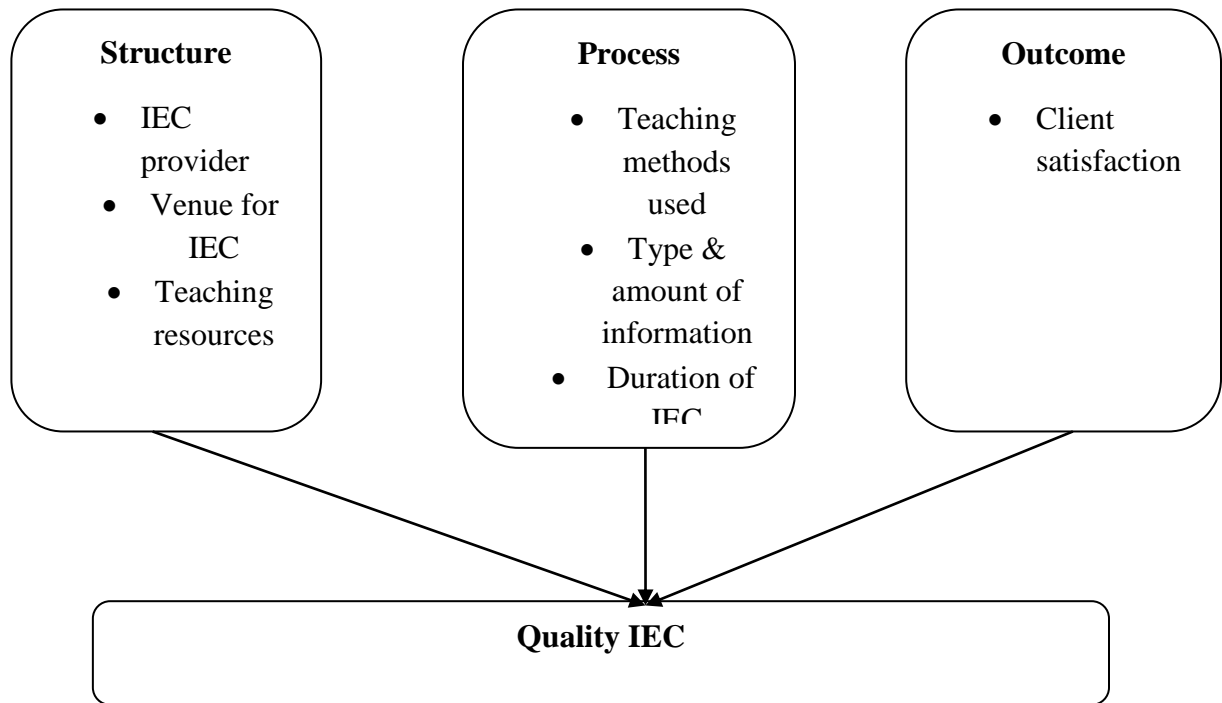 Structure
• IEC
provider
• Venue for
IEC
• Teaching
resources
Process
• Teaching
methods
used
• Type &
amount of
information
• Duration of
IEC
Outcome
• Client
satisfaction
Quality IEC